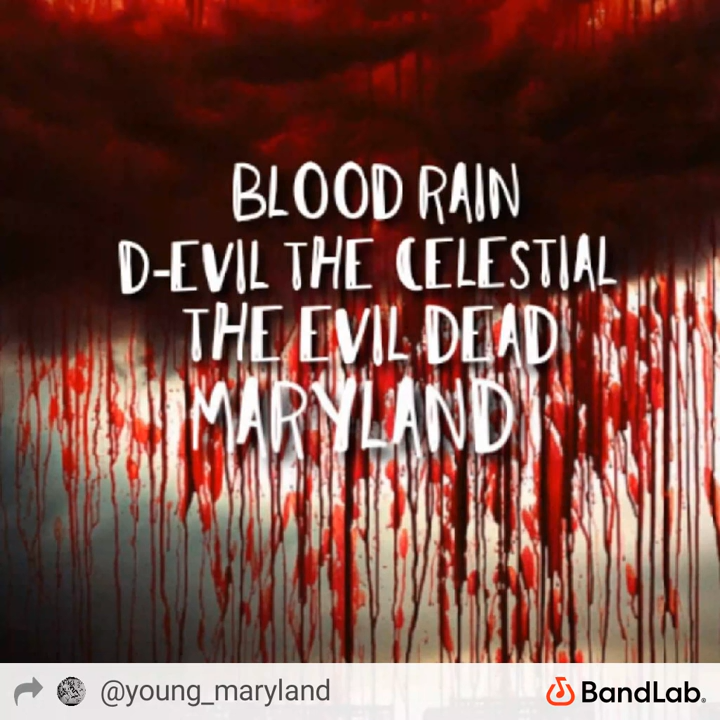 BLOOD RAIN
D-EVIL THE CELESTIAL
THE EVIL DEAD
MARYLAND
@young_maryland
BandLab®